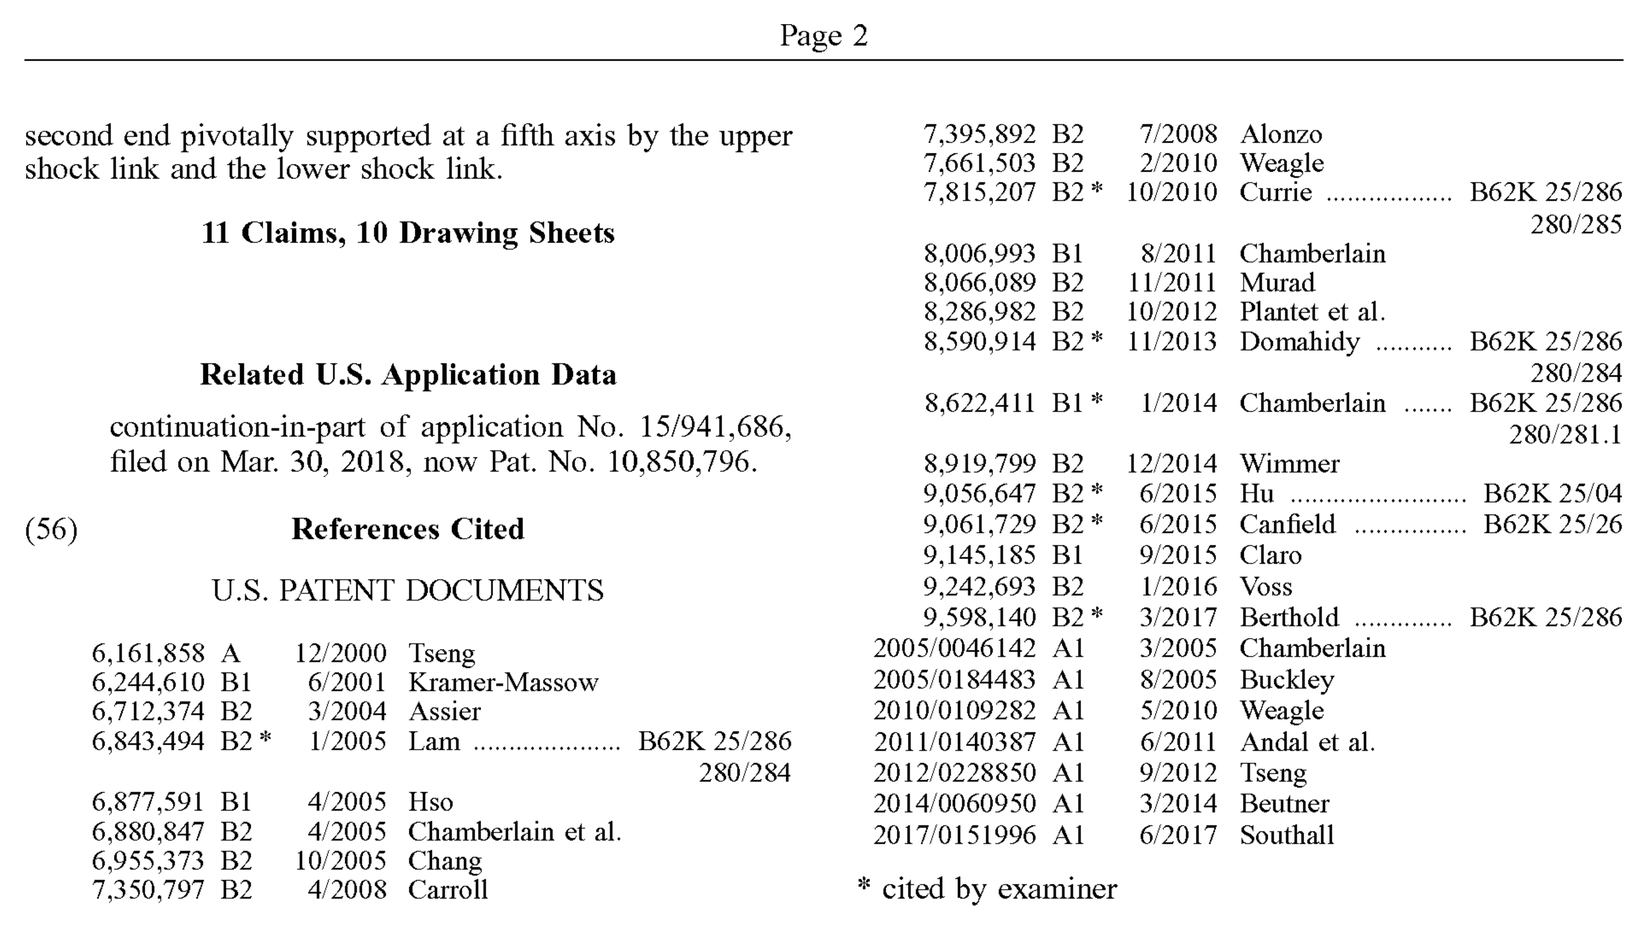 Page 2
second end pivotally supported at a fifth axis by the upper
shock link and the lower shock link.
11 Claims, 10 Drawing Sheets
Related U.S. Application Data
continuation-in-part of application No. 15/941,686,
filed on Mar. 30, 2018, now Pat. No. 10,850,796.
(56) References Cited
U.S. PATENT DOCUMENTS
6,161,858 A 12/2000 Tseng
6,244,610 B1 6/2001 Kramer-Massow
6,712,374 B2 3/2004 Assier
6,843,494 B2 * 1/2005 Lam ..................... B62K 25/286
280/284
6,877,591 B1 4/2005 Hso
6,880,847 B2 4/2005 Chamberlain et al.
6,955,373 B2 10/2005 Chang
7,350,797 B2 4/2008 Carroll
7,395,892 B2 7/2008 Alonzo
7,661,503 B2 2/2010 Weagle
7,815,207 B2 * 10/2010 Currie .................. B62K 25/286
280/285
8,006,993 B1 8/2011 Chamberlain
8,066,089 B2 11/2011 Murad
8,286,982 B2 10/2012 Plantet et al.
8,590,914 B2 * 11/2013 Domahidy ........... B62K 25/286
280/284
8,622,411 B1 * 1/2014 Chamberlain ....... B62K 25/286
280/281.1
8,919,799 B2 12/2014 Wimmer
9,056,647 B2 * 6/2015 Hu ......................... B62K 25/04
9,061,729 B2 * 6/2015 Canfield ................ B62K 25/26
9,145,185 B1 9/2015 Claro
9,242,693 B2 1/2016 Voss
9,598,140 B2 * 3/2017 Berthold .............. B62K 25/286
2005/0046142 A1 3/2005 Chamberlain
2005/0184483 A1 8/2005 Buckley
2010/0109282 A1 5/2010 Weagle
2011/0140387 A1 6/2011 Andal et al.
2012/0228850 A1 9/2012 Tseng
2014/0060950 A1 3/2014 Beutner
2017/0151996 A1 6/2017 Southall
* cited by examiner